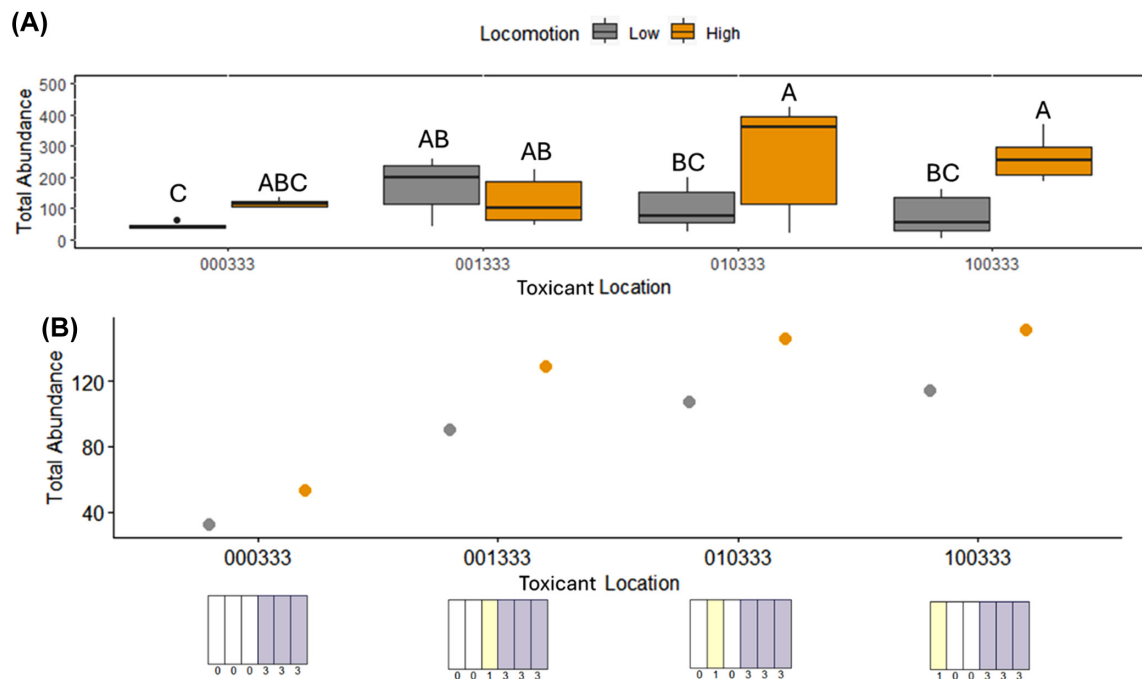 (A)
Locomotion Low High
Total Abundance
500
400
300
200
100
0
C
ABC
AB
AB
BC
A
BC
A
000333 001333 010333 100333
Toxicant Location
(B)
Total Abundance
120
80
40
000333 001333 010333 100333
Toxicant Location
0 0 0 3 3 3
0 0 1 3 3 3
0 1 0 3 3 3
1 0 0 3 3 3